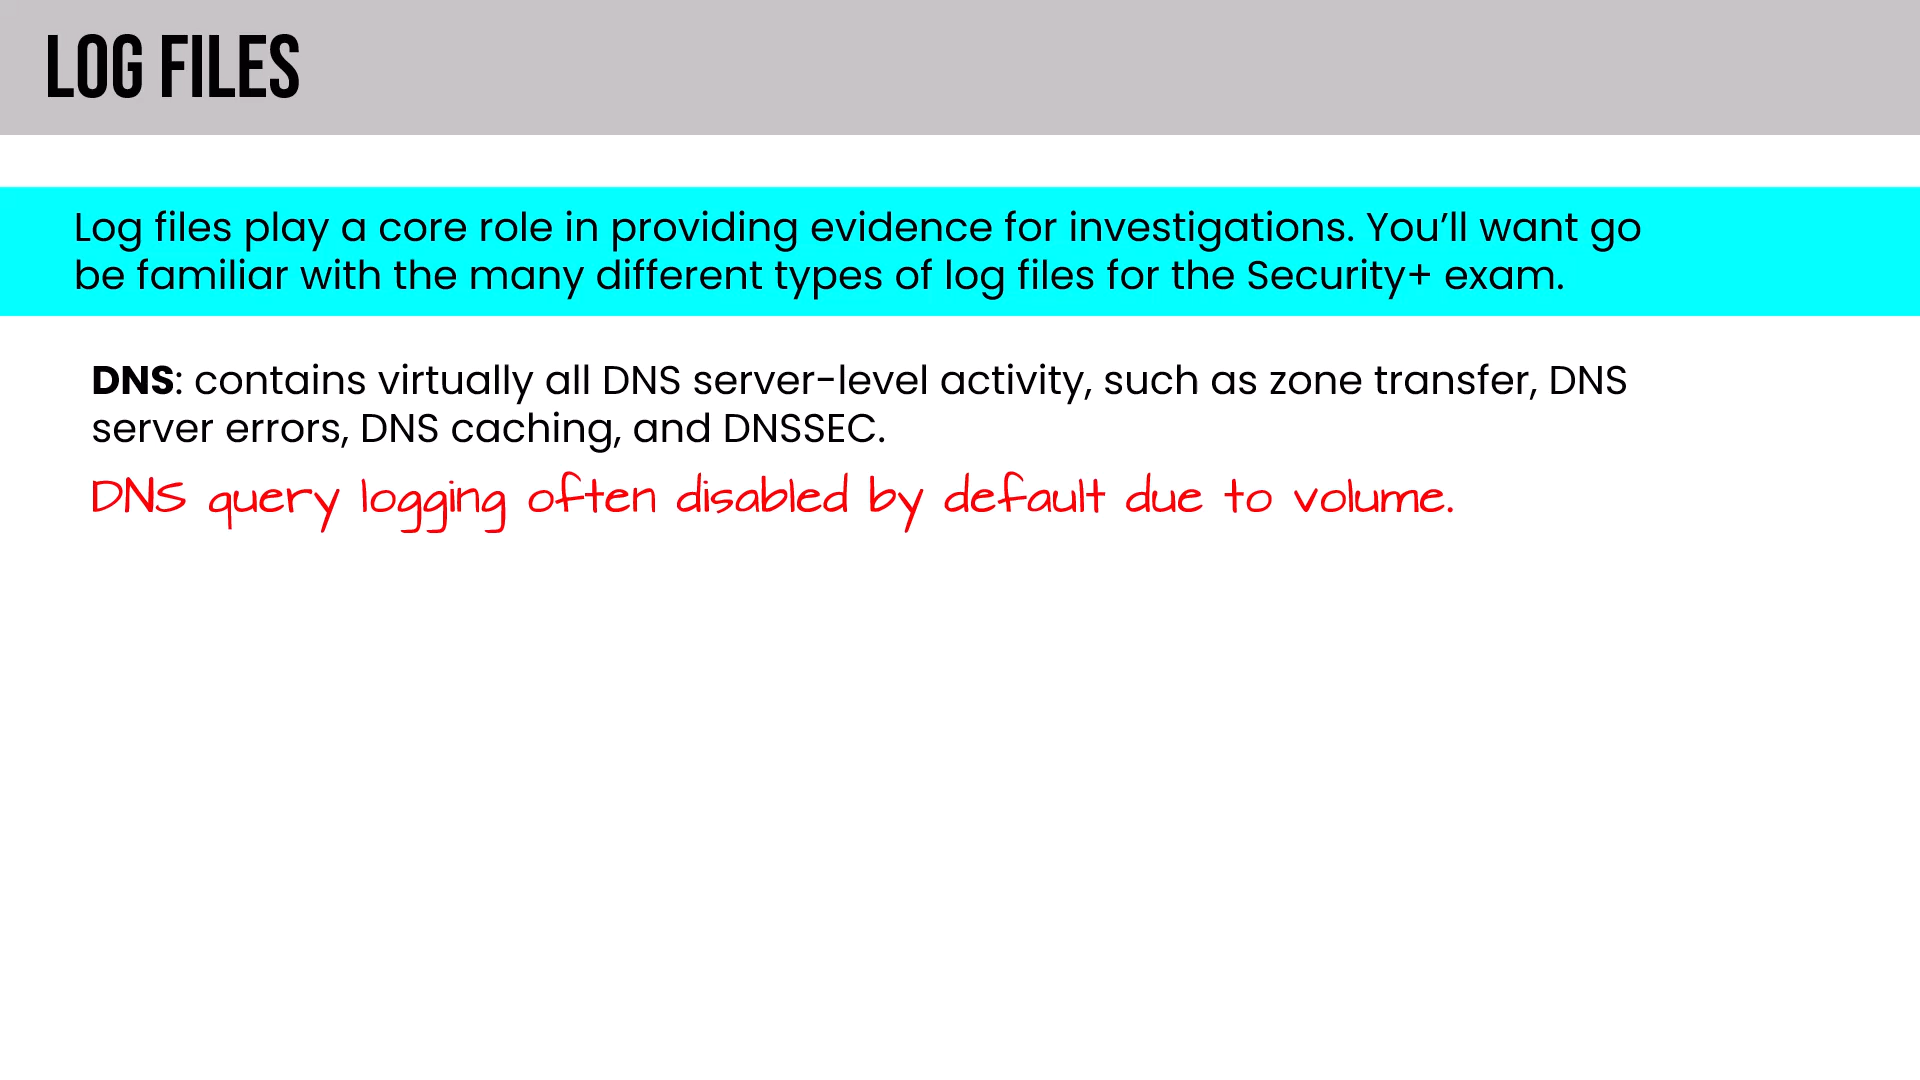 LOG FILES
Log files play a core role in providing evidence for investigations. You’ll want go
be familiar with the many different types of log files for the Security+ exam.
DNS: contains virtually all DNS server-level activity, such as zone transfer, DNS
server errors, DNS caching, and DNSSEC.
DNS query logging often disabled by default due to volume.